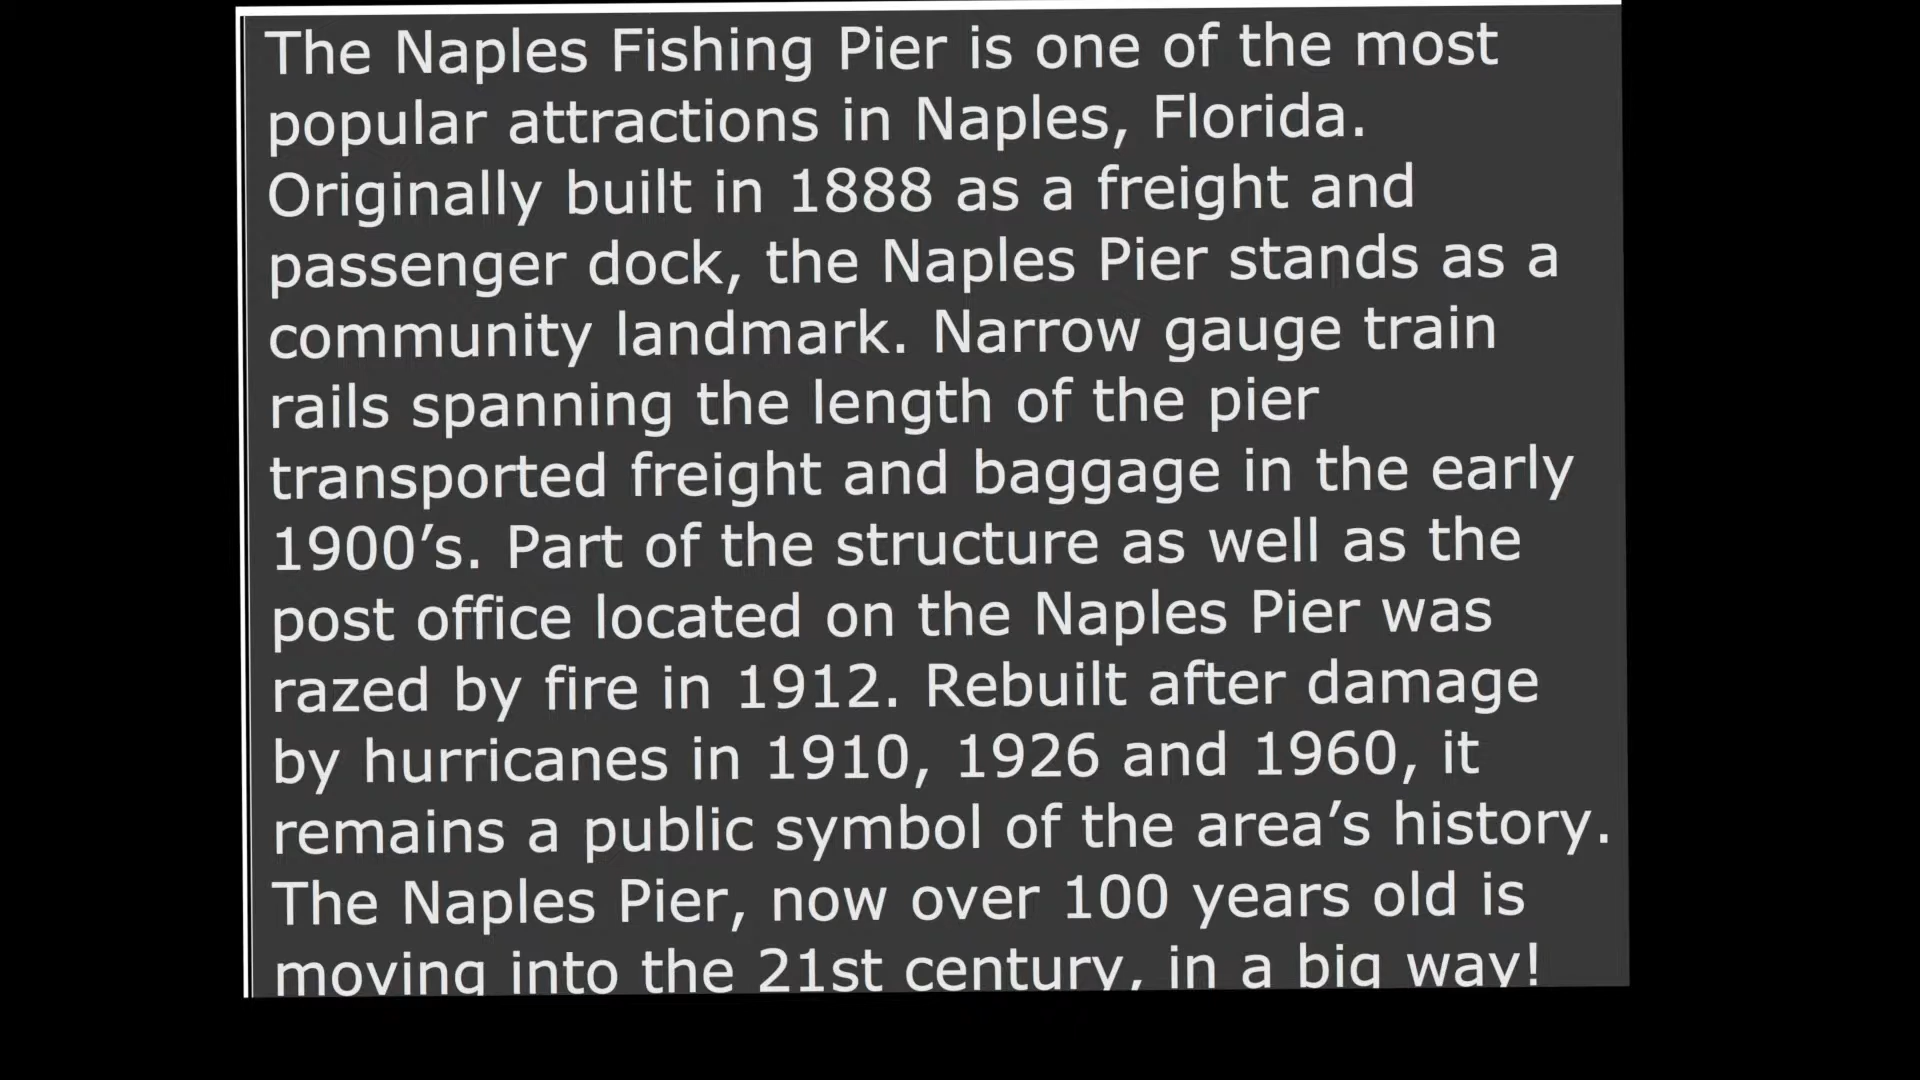 The Naples Fishing Pier is one of the most
popular attractions in Naples, Florida.
Originally built in 1888 as a freight and
passenger dock, the Naples Pier stands as a
community landmark. Narrow gauge train
rails spanning the length of the pier
transported freight and baggage in the early
1900’s. Part of the structure as well as the
post office located on the Naples Pier was
razed by fire in 1912. Rebuilt after damage
by hurricanes in 1910, 1926 and 1960, it
remains a public symbol of the area’s history.
The Naples Pier, now over 100 years old is
moving into the 21st century, in a big way!